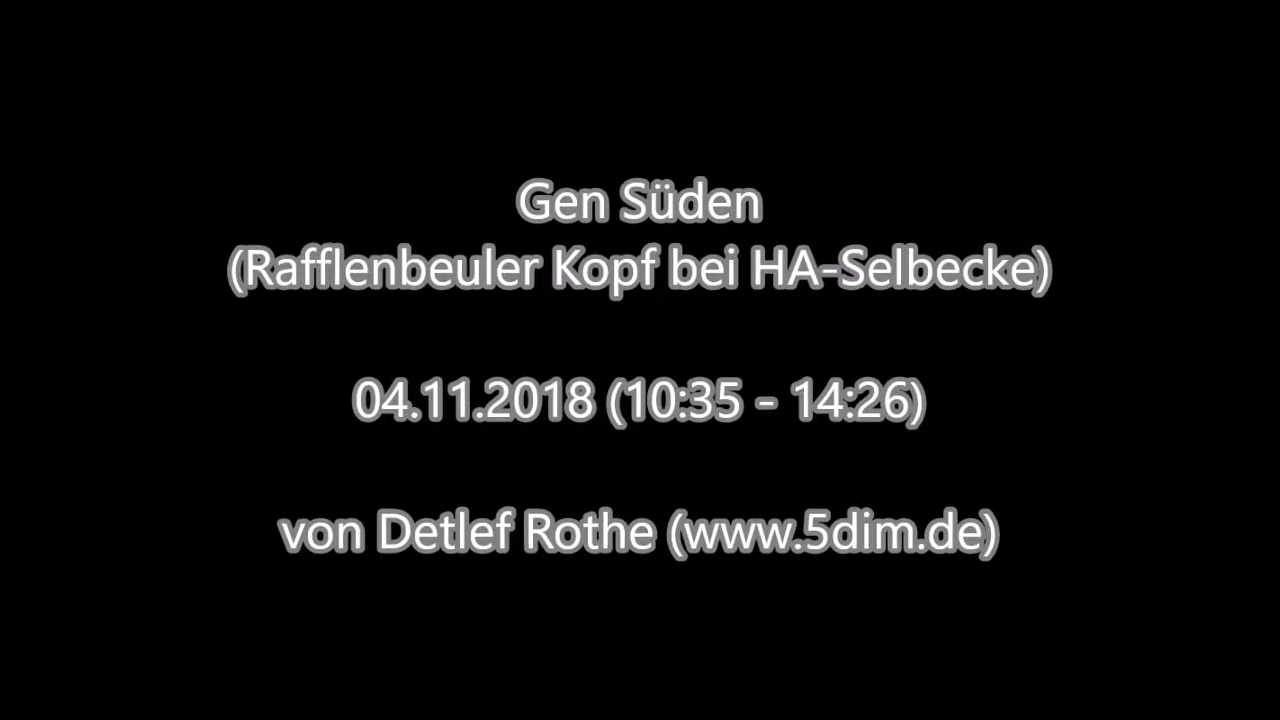 Gen Süden
(Rafflenbeuler Kopf bei HA-Selbecke)
04.11.2018 (10:35 - 14:26)
von Detlef Rothe (www.5dim.de)